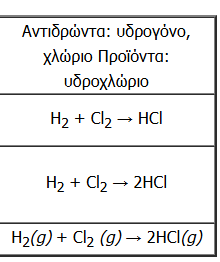 Αντιδρώντα: υδρογόνο,
χλώριο Προϊόντα:
υδροχλώριο
H₂ + Cl₂ → HCl
H₂ + Cl₂ → 2HCl
H₂(g) + Cl₂ (g) → 2HCl(g)